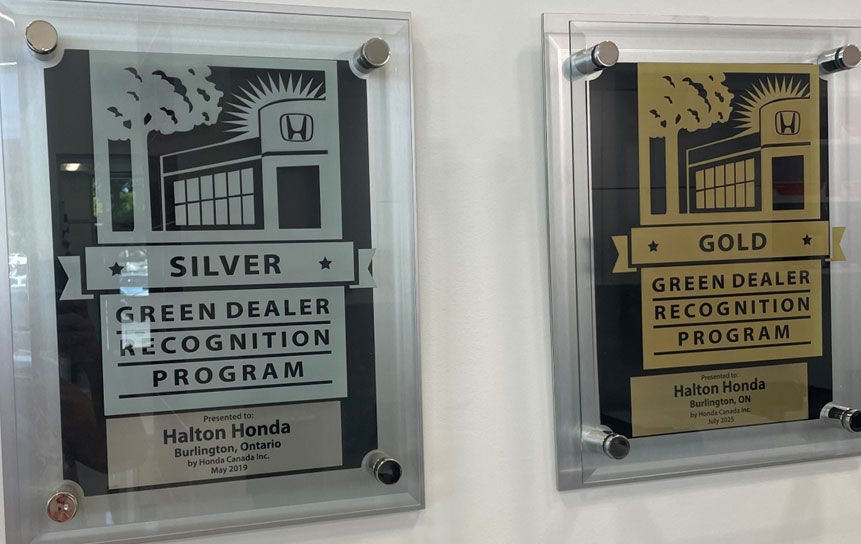 SILVER
GREEN DEALER
RECOGNITION
PROGRAM
Presented to:
Halton Honda
Burlington, Ontario
by Honda Canada Inc.
May 2019
GOLD
GREEN DEALER
RECOGNITION
PROGRAM
Presented to:
Halton Honda
Burlington, ON
by Honda Canada Inc.
July 2025